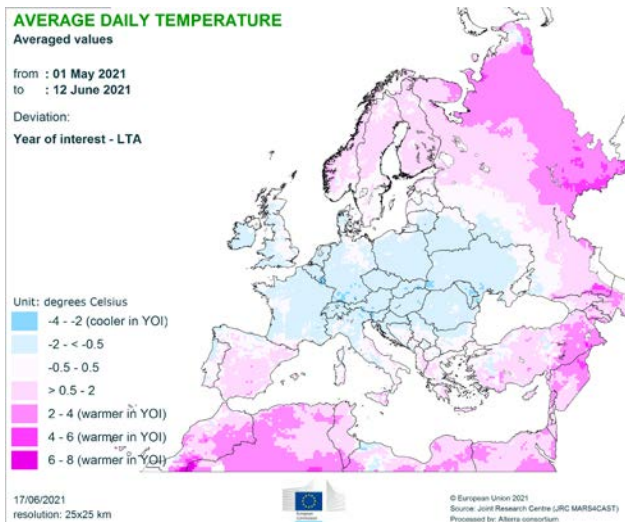 AVERAGE DAILY TEMPERATURE
Averaged values
from : 01 May 2021
to : 12 June 2021
Deviation:
Year of interest - LTA
Unit: degrees Celsius
-4 - -2 (cooler in YOI)
-2 - < -0.5
-0.5 - 0.5
> 0.5 - 2
2 - 4 (warmer in YOI)
4 - 6 (warmer in YOI)
6 - 8 (warmer in YOI)
17/06/2021
resolution: 25x25 km
European
Commission
© European Union 2021
Source: Joint Research Centre (JRC MARS4CAST)
Processed by: Alterra consortium